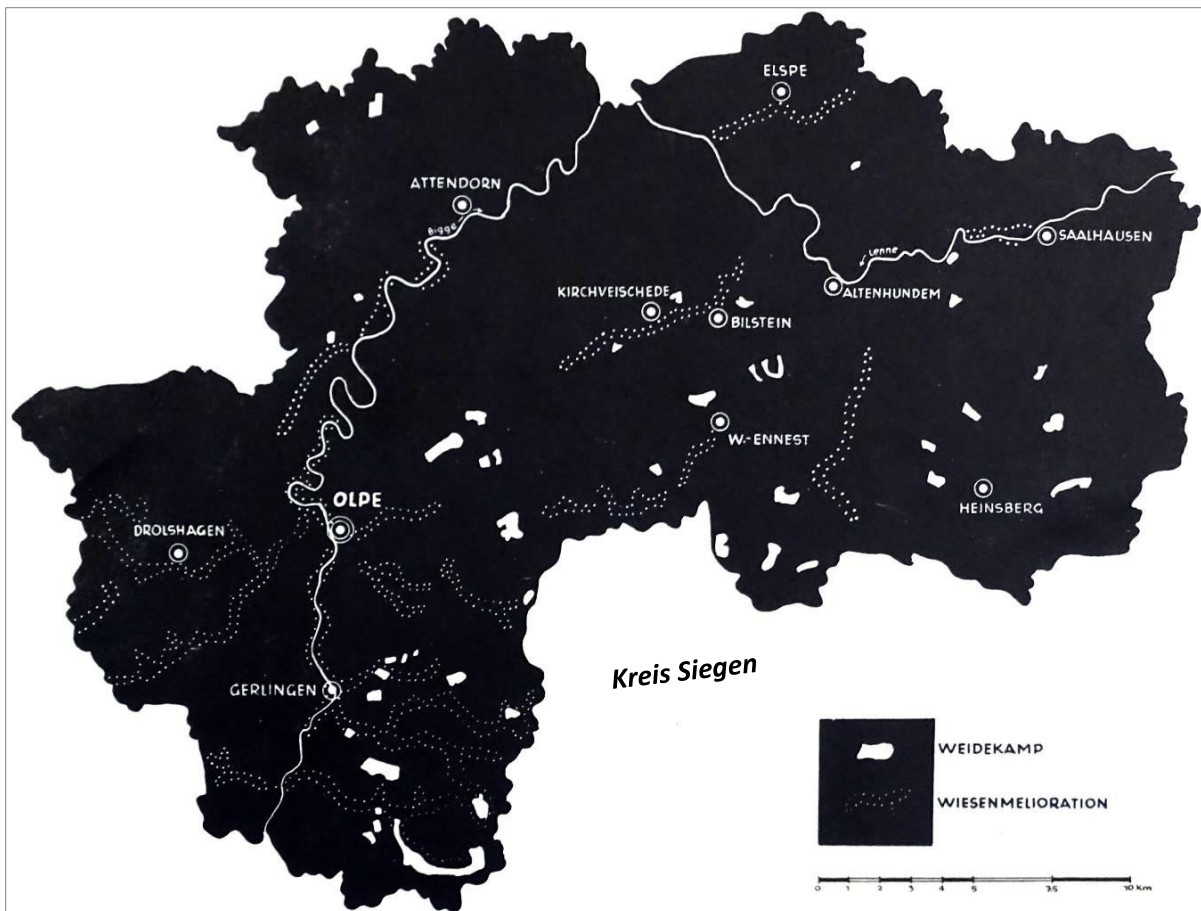 ELSPE
ATTENDORN
Bigge
SAALHAUSEN
Lenne
KIRCHVEISCHEDE
ALTENHUNDEM
BILSTEIN
W.-ENNEST
OLPE
HEINSBERG
DROLSHAGEN
Kreis Siegen
GERLINGEN
WEIDEKAMP
WIESENMELIORATION
0 1 2 3 4 5 7,5 10 Km